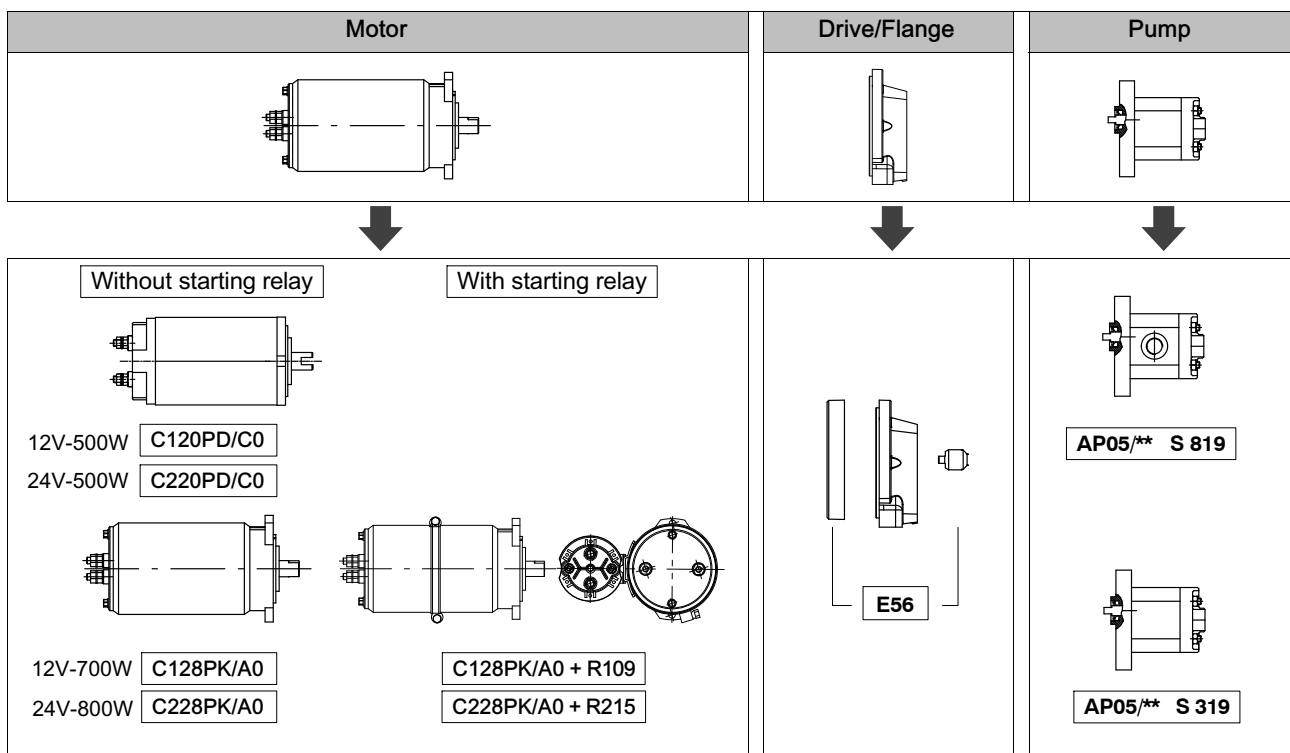 Motor
Drive/Flange
Pump
Without starting relay
With starting relay
12V-500W C120PD/C0
24V-500W C220PD/C0
12V-700W C128PK/A0
24V-800W C228PK/A0
C128PK/A0 + R109
C228PK/A0 + R215
E56
AP05/** S 819
AP05/** S 319